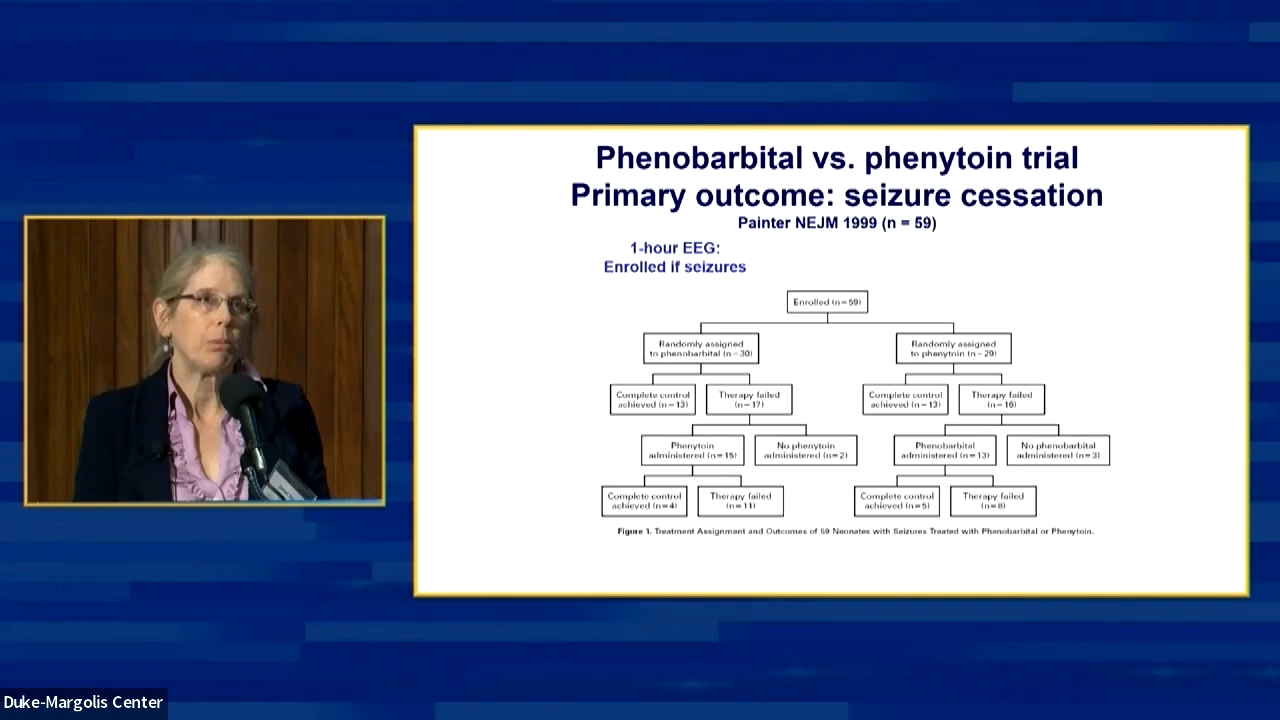 Phenobarbital vs. phenytoin trial
Primary outcome: seizure cessation
Painter NEJM 1999 (n = 59)
1-hour EEG:
Enrolled if seizures
Enrolled (n=59)
Randomly assigned
to phenobarbital (n=30)
Randomly assigned
to phenytoin (n=29)
Complete control
achieved (n=13)
Therapy failed
(n=17)
Complete control
achieved (n=13)
Therapy failed
(n=16)
Phenytoin
administered (n=15)
No phenytoin
administered (n=2)
Phenobarbital
administered (n=13)
No phenobarbital
administered (n=3)
Complete control
achieved (n=4)
Therapy failed
(n=11)
Complete control
achieved (n=5)
Therapy failed
(n=8)
Figure 1. Treatment Assignment and Outcomes of 59 Neonates with Seizures Treated with Phenobarbital or Phenytoin.
Duke-Margolis Center